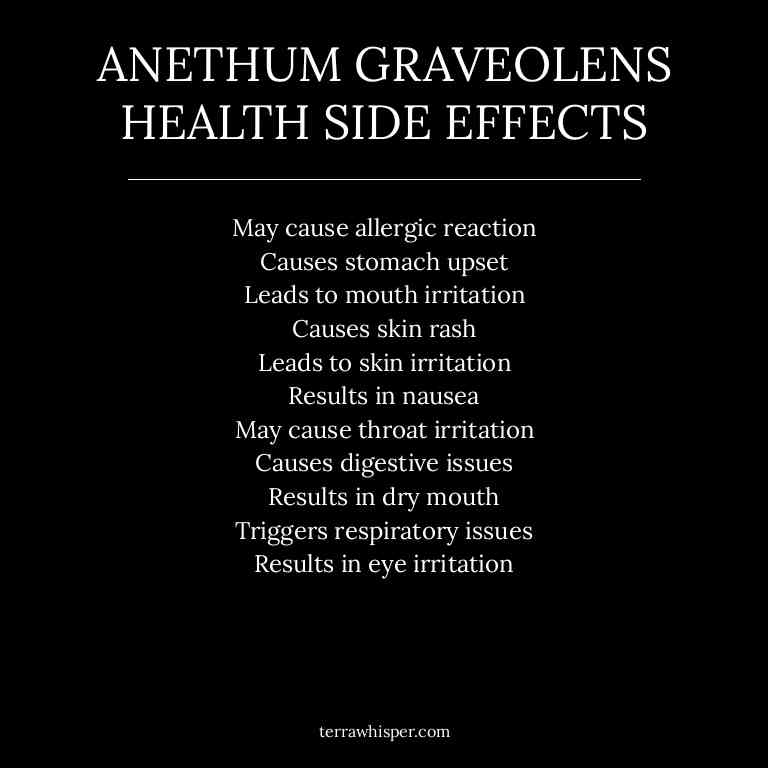 ANETHUM GRAVEOLENS
HEALTH SIDE EFFECTS
May cause allergic reaction
Causes stomach upset
Leads to mouth irritation
Causes skin rash
Leads to skin irritation
Results in nausea
May cause throat irritation
Causes digestive issues
Results in dry mouth
Triggers respiratory issues
Results in eye irritation
terrawhisper.com